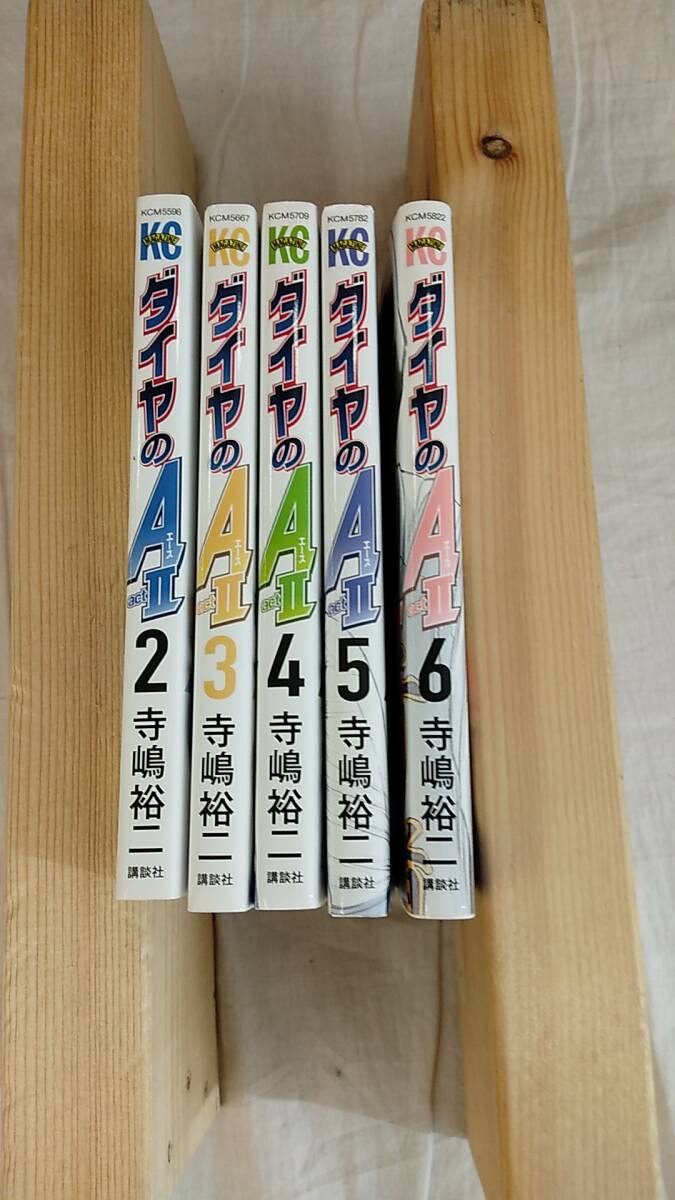 KCM5598
KC
MAGAZINE
ダイヤのA
エース
act II
2
寺嶋裕二
講談社
KCM5667
KC
MAGAZINE
ダイヤのA
エース
act II
3
寺嶋裕二
講談社
KCM5709
KC
MAGAZINE
ダイヤのA
エース
act II
4
寺嶋裕二
講談社
KCM5782
KC
MAGAZINE
ダイヤのA
エース
act II
5
寺嶋裕二
講談社
KCM5822
KC
MAGAZINE
ダイヤのA
エース
act II
6
寺嶋裕二
講談社